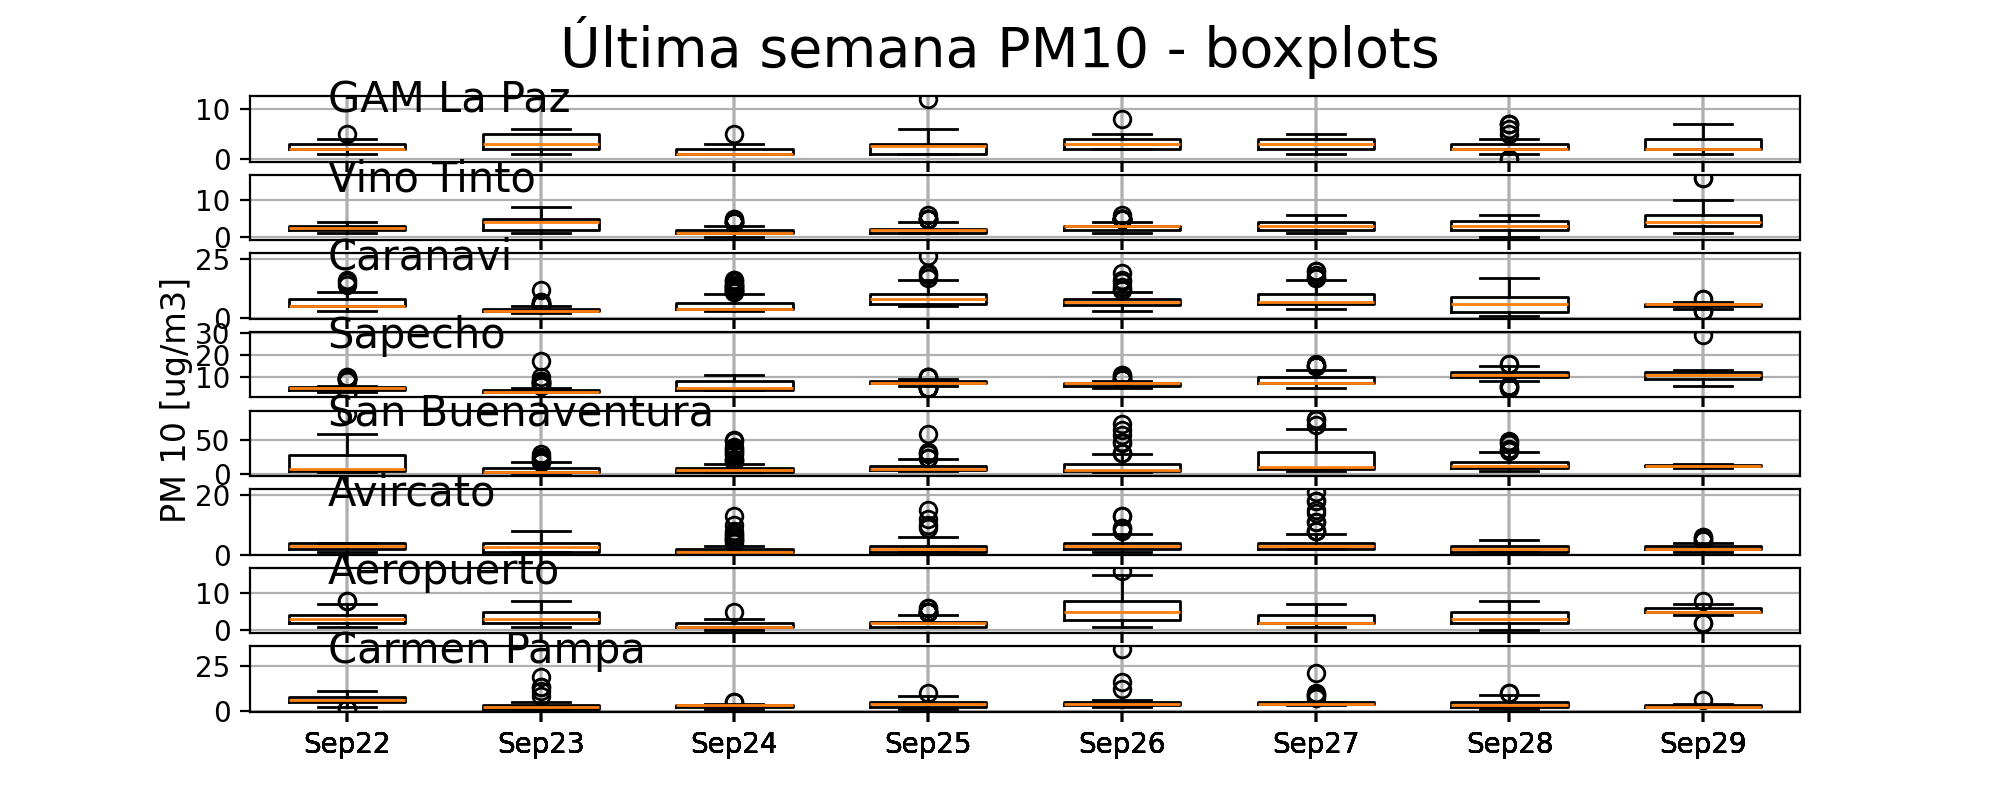 Última semana PM10 - boxplots
PM 10 [ug/m3]
GAM La Paz
10
0
Vino Tinto
10
0
Caranavi
25
0
Sapecho
30
20
10
San Buenaventura
50
0
Avircato
20
0
Aeropuerto
10
0
Carmen Pampa
25
0
Sep22 Sep23 Sep24 Sep25 Sep26 Sep27 Sep28 Sep29